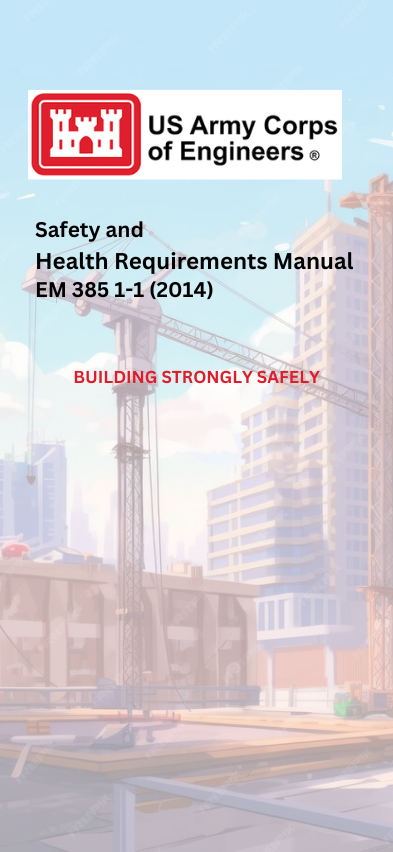 US Army Corps
of Engineers ®
Safety and
Health Requirements Manual
EM 385 1-1 (2014)
BUILDING STRONGLY SAFELY